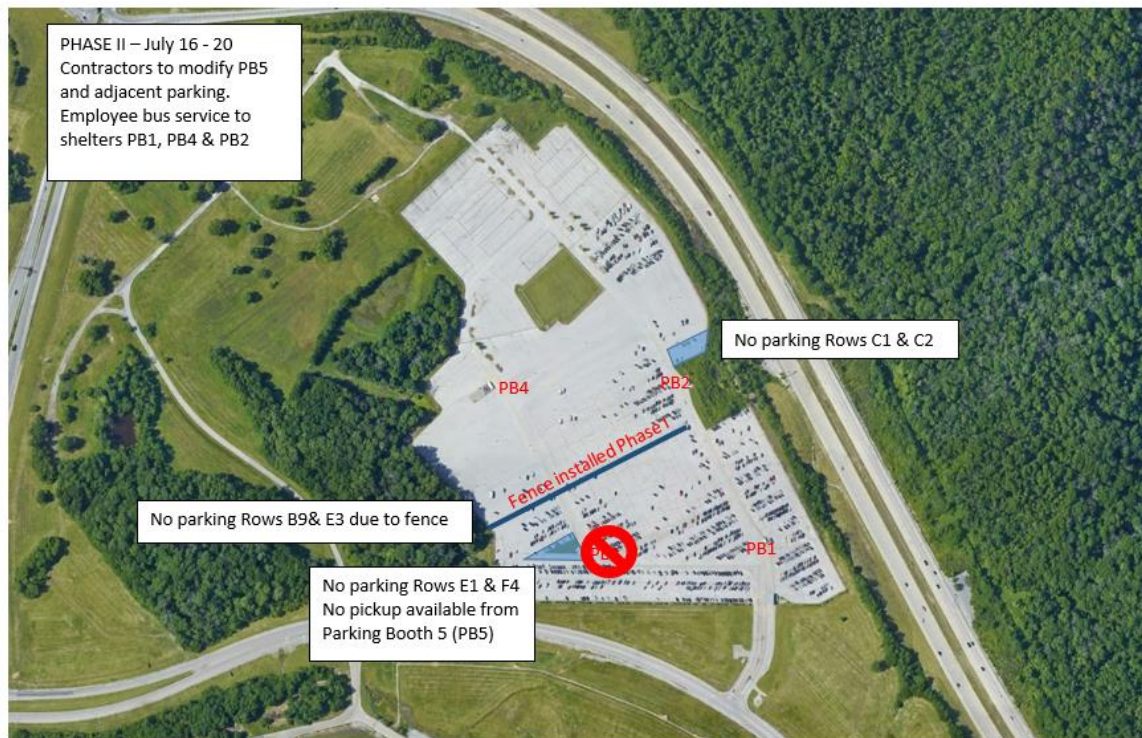 PHASE II – July 16 - 20
Contractors to modify PB5
and adjacent parking.
Employee bus service to
shelters PB1, PB4 & PB2
No parking Rows C1 & C2
PB4
PB2
Fence installed Phase I
No parking Rows B9& E3 due to fence
PB1
No parking Rows E1 & F4
No pickup available from
Parking Booth 5 (PB5)